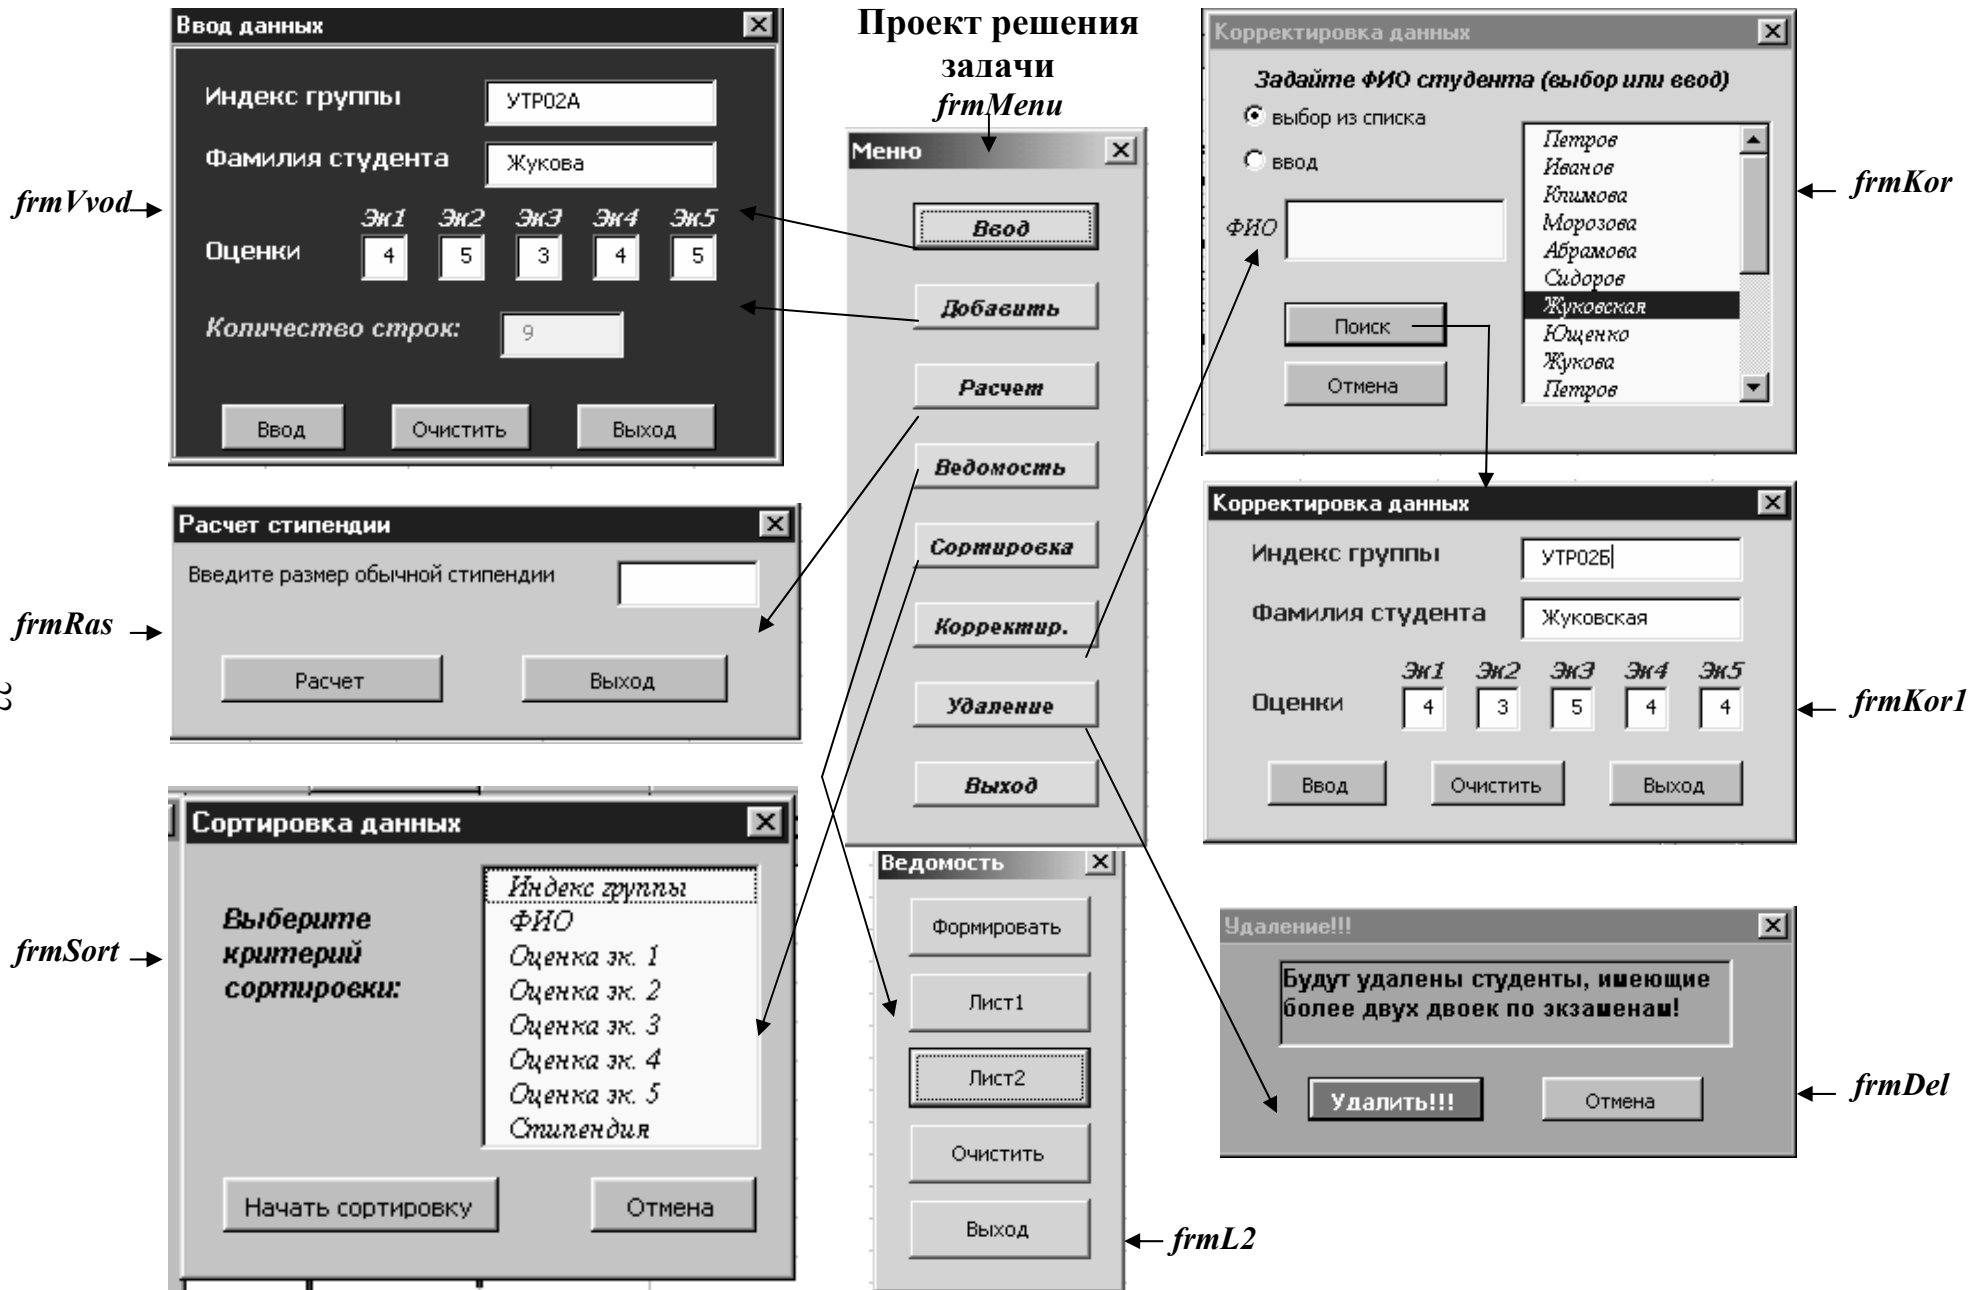 Проект решения
задачи
frmMenu
Ввод данных
Индекс группы
УТР02А
Фамилия студента
Жукова
Эк1 Эк2 Эк3 Эк4 Эк5
Оценки
4 5 3 4 5
Количество строк:
9
Ввод Очистить Выход
frmVvod
Расчет стипендии
Введите размер обычной стипендии
Расчет Выход
frmRas
2
Сортировка данных
Выберите
критерий
сортировки:
Индекс группы
ФИО
Оценка эк. 1
Оценка эк. 2
Оценка эк. 3
Оценка эк. 4
Оценка эк. 5
Стипендия
Начать сортировку Отмена
frmSort
Меню
Ввод
Добавить
Расчет
Ведомость
Сортировка
Корректир.
Удаление
Выход
Ведомость
Формировать
Лист1
Лист2
Очистить
Выход
frmL2
Корректировка данных
Задайте ФИО студента (выбор или ввод)
выбор из списка
ввод
ФИО
Поиск
Отмена
Петров
Иванов
Климова
Морозова
Абрамова
Сидоров
Жуковская
Ющенко
Жукова
Петров
frmKor
Корректировка данных
Индекс группы
УТР02Б
Фамилия студента
Жуковская
Эк1 Эк2 Эк3 Эк4 Эк5
Оценки
4 3 5 4 4
Ввод Очистить Выход
frmKor1
Удаление!!!
Будут удалены студенты, имеющие
более двух двоек по экзаменам!
Удалить!!! Отмена
frmDel